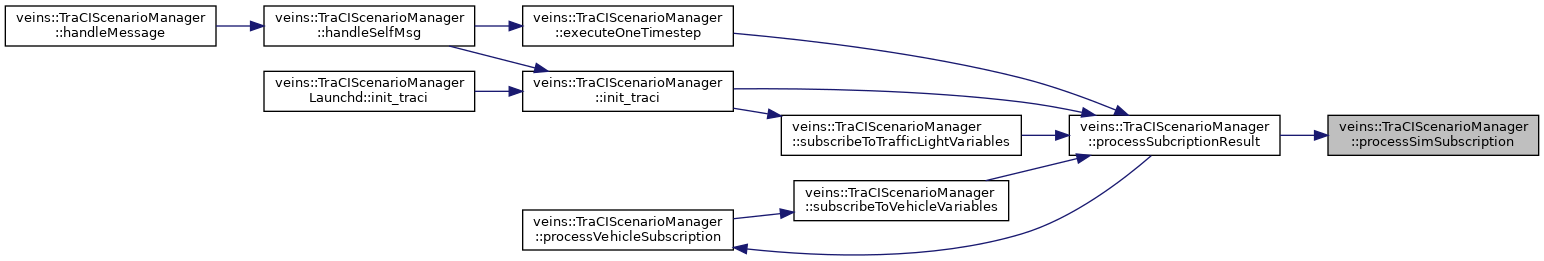 veins::TraCIScenarioManager
::handleMessage
veins::TraCIScenarioManager
::handleSelfMsg
veins::TraCIScenarioManager
::executeOneTimestep
veins::TraCIScenarioManager
Launchd::init_traci
veins::TraCIScenarioManager
::init_traci
veins::TraCIScenarioManager
::subscribeToTrafficLightVariables
veins::TraCIScenarioManager
::processSubcriptionResult
veins::TraCIScenarioManager
::processSimSubscription
veins::TraCIScenarioManager
::subscribeToVehicleVariables
veins::TraCIScenarioManager
::processVehicleSubscription